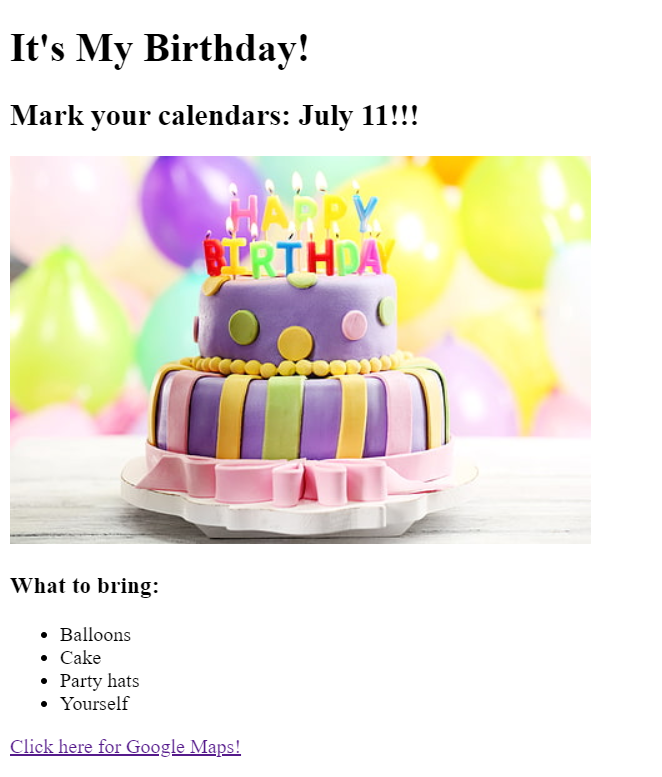 It's My Birthday!
Mark your calendars: July 11!!!
HAPPY
BIRTHDAY
What to bring:
Balloons
Cake
Party hats
Yourself
Click here for Google Maps!